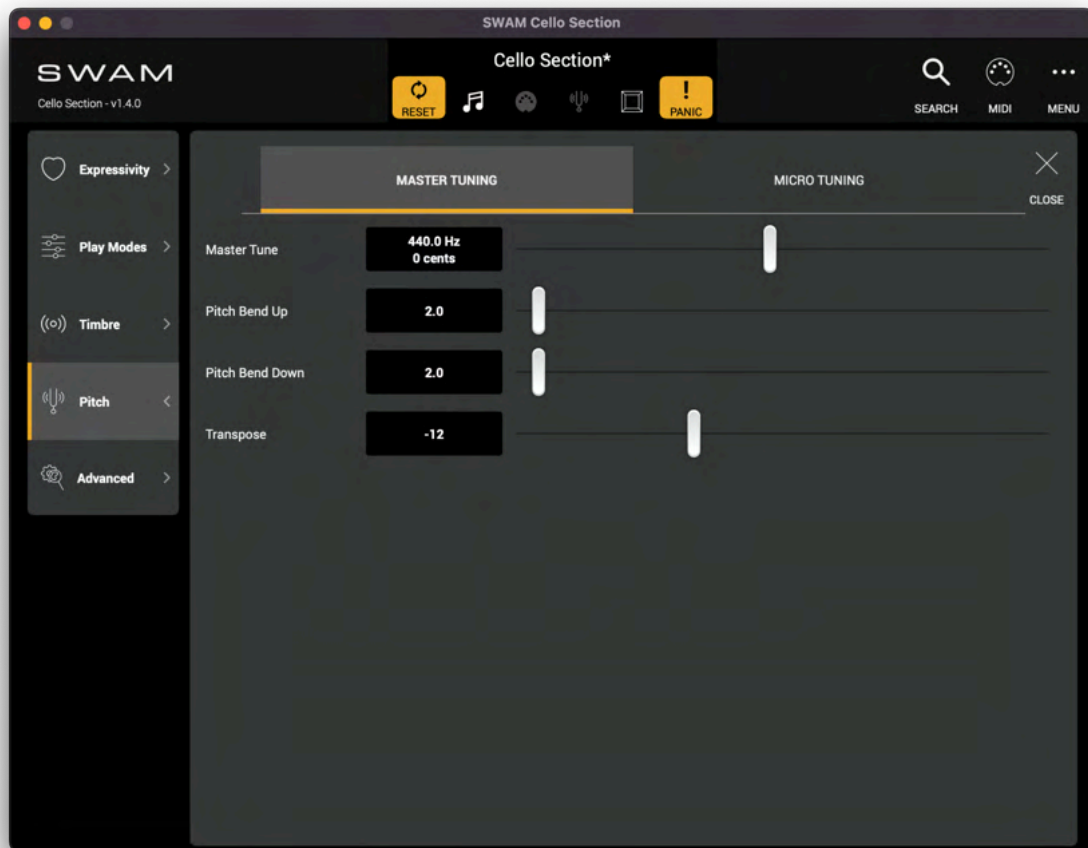 SWAM Cello Section
SWAM
Cello Section - v1.4.0
Cello Section*
RESET
!
PANIC
SEARCH
MIDI
MENU
Expressivity
Play Modes
Timbre
Pitch
Advanced
MASTER TUNING
MICRO TUNING
CLOSE
Master Tune
440.0 Hz
0 cents
Pitch Bend Up
2.0
Pitch Bend Down
2.0
Transpose
-12